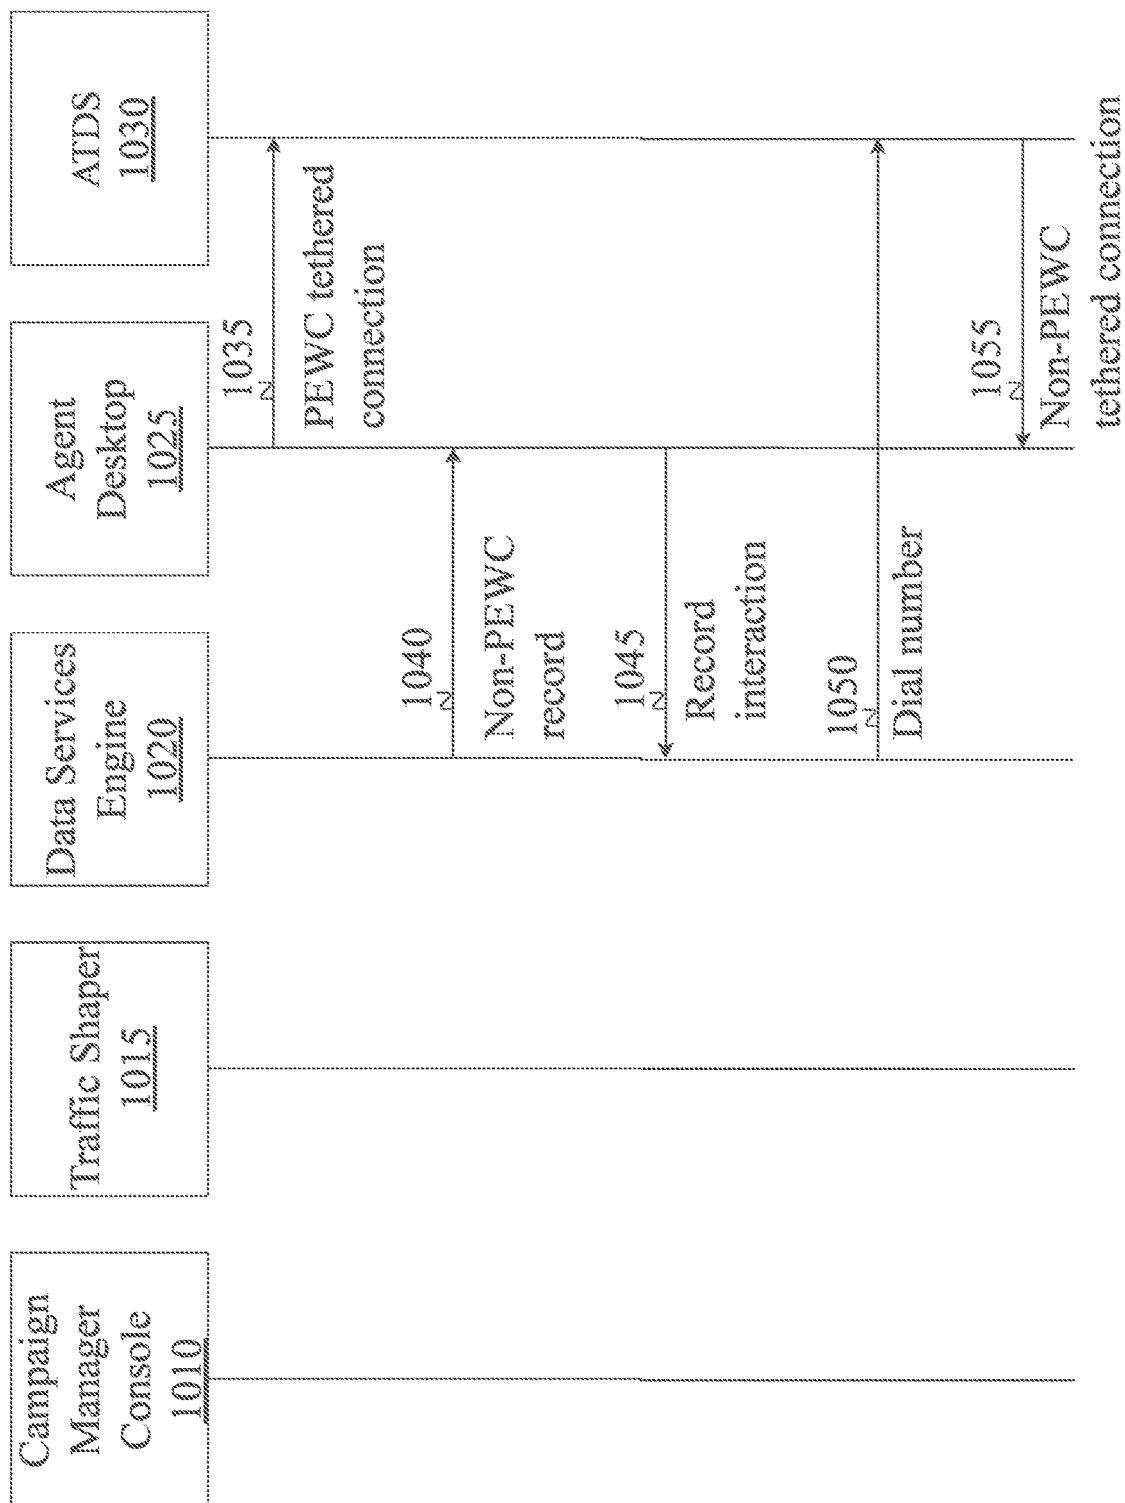 Campaign
Manager
Console
1010
Traffic Shaper
1015
Data Services
Engine
1020
Agent
Desktop
1025
ATDS
1030
1035
PEWC tethered
connection
1040
Non-PEWC
record
1045
Record
interaction
1050
Dial number
1055
Non-PEWC
tethered connection